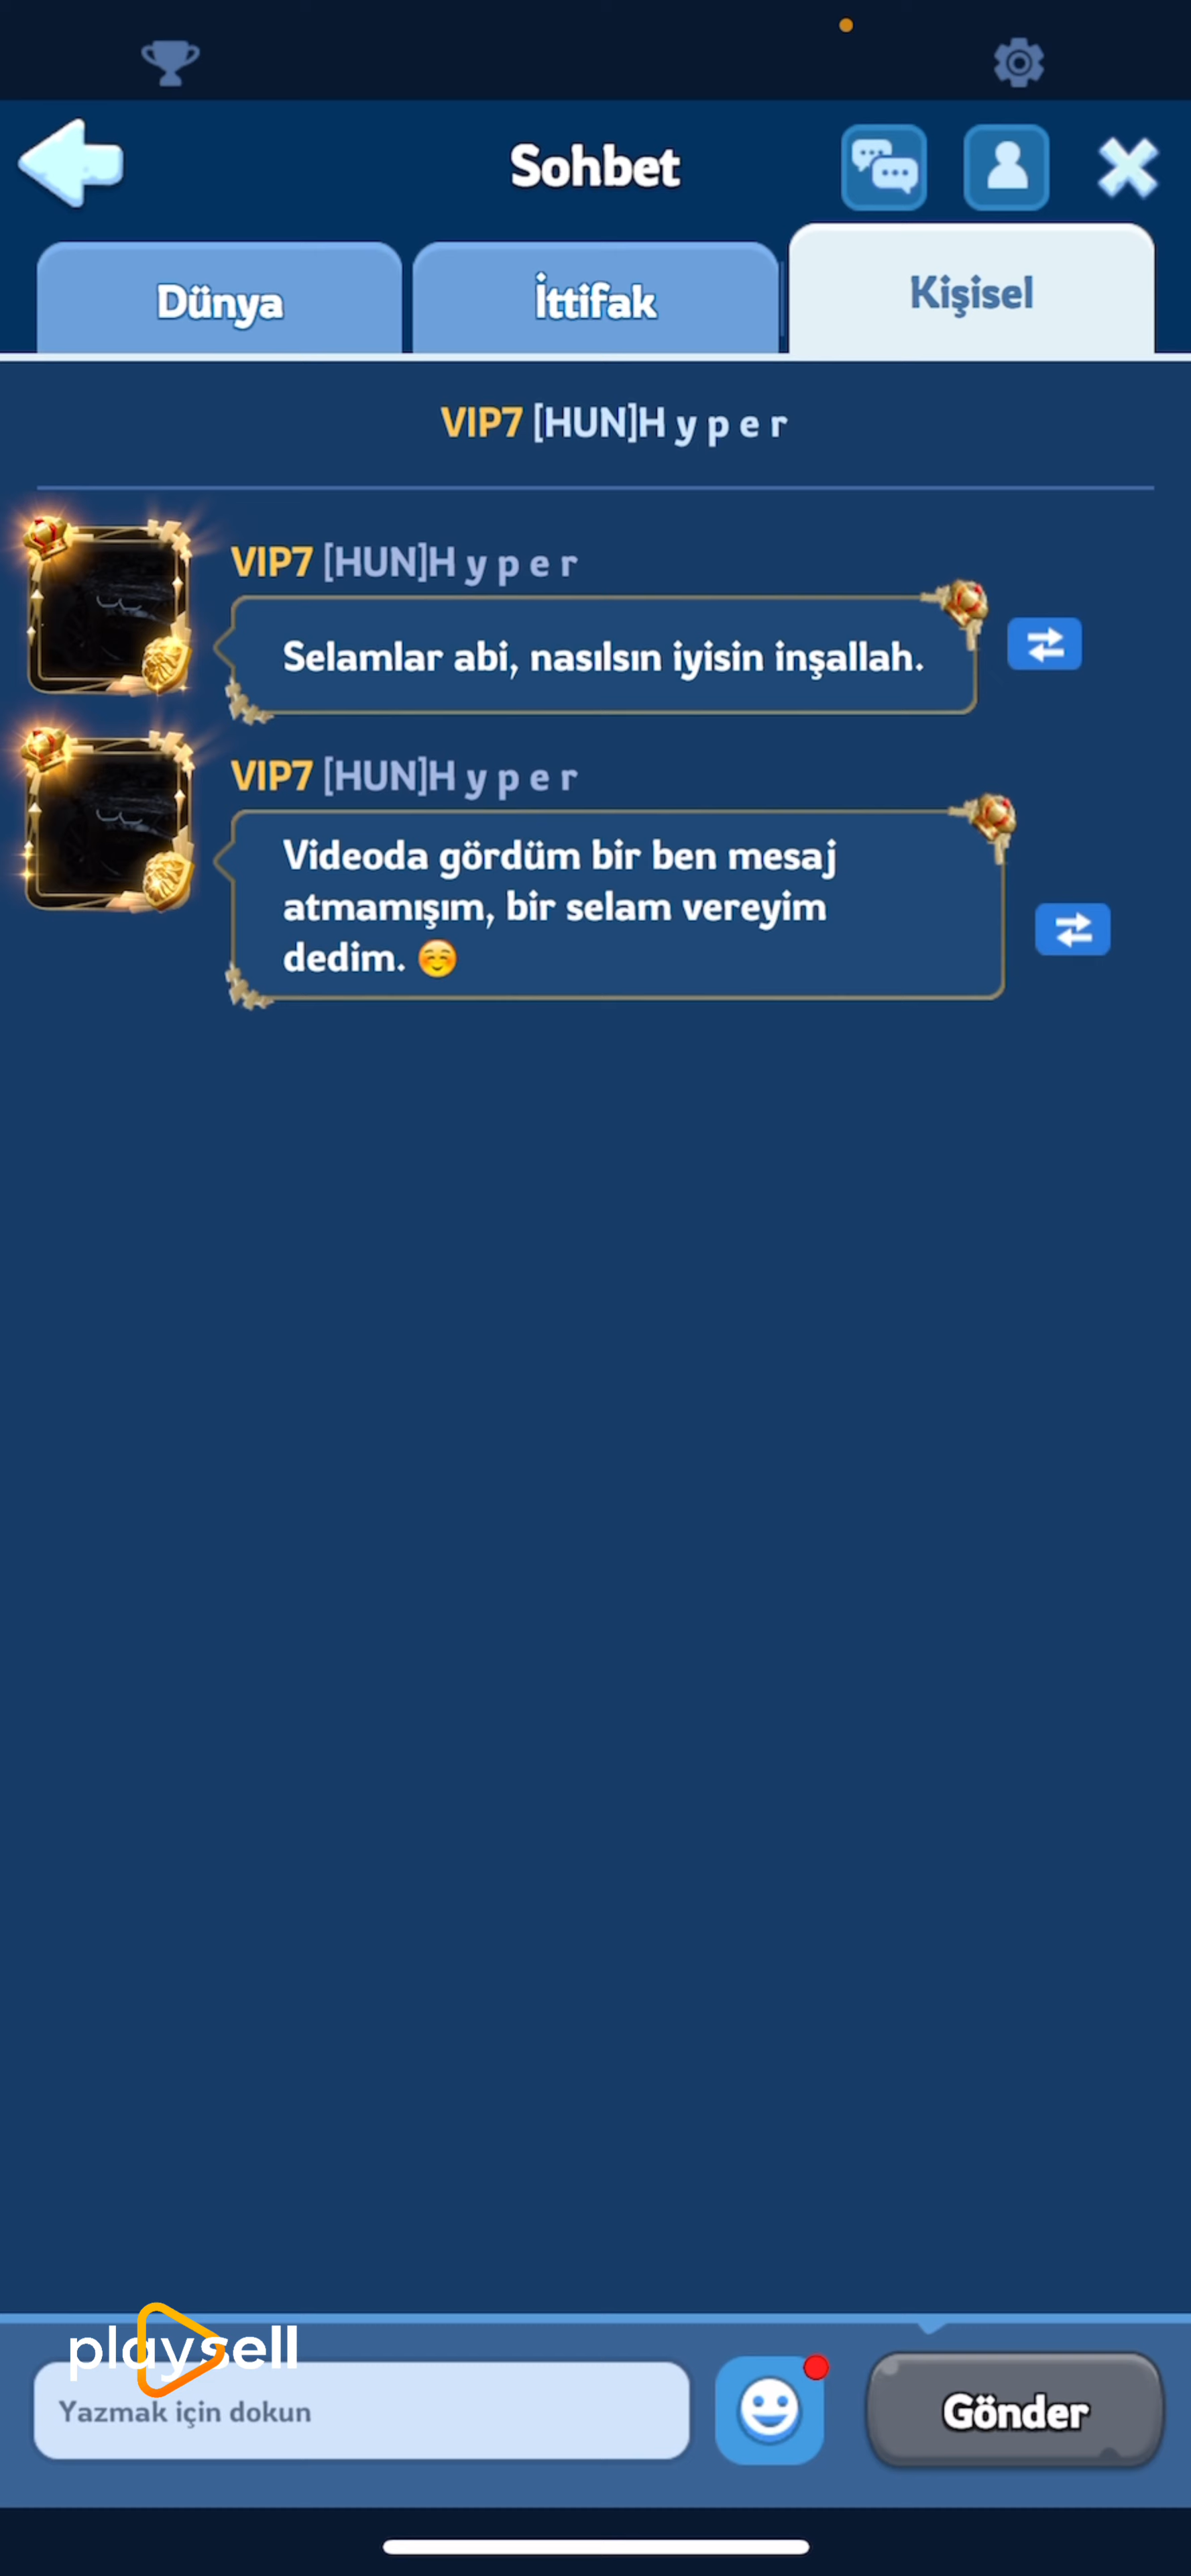 Sohbet
Dünya
İttifak
Kişisel
VIP7 [HUN]H y p e r
VIP7 [HUN]H y p e r
Selamlar abi, nasılsın iyisin inşallah.
VIP7 [HUN]H y p e r
Videoda gördüm bir ben mesaj
atmamışım, bir selam vereyim
dedim. ☺️
playsell
Yazmak için dokun
Gönder